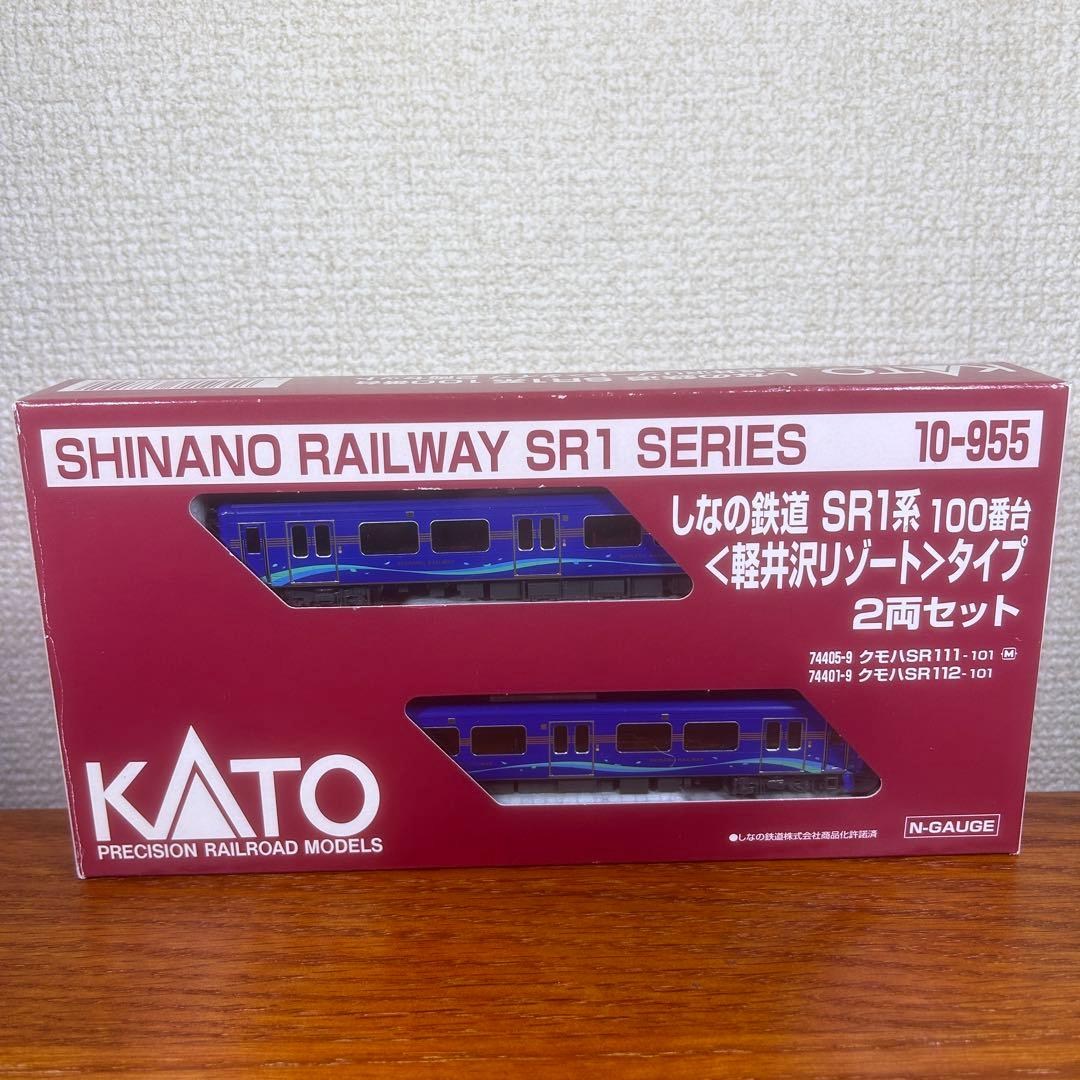 SHINANO RAILWAY SR1 SERIES 10-955
しなの鉄道 SR1系 100番台
<軽井沢リゾート>タイプ
2両セット
74405-9 クモハSR111-101 M
74401-9 クモハSR112-101
SHINANO RAILWAY
SHINANO RAILWAY
KATO
PRECISION RAILROAD MODELS
●しなの鉄道株式会社商品化許諾済
N-GAUGE